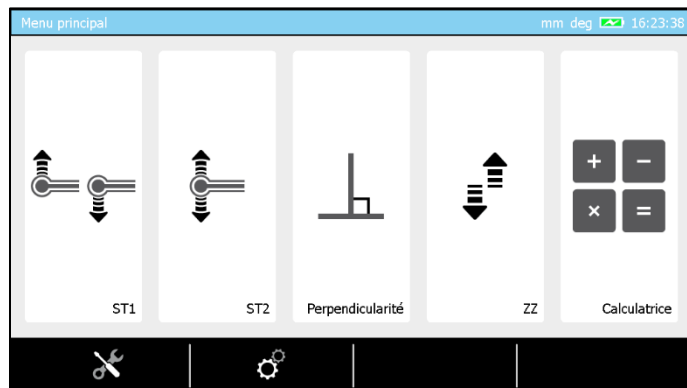 Menu principal
mm deg 16:23:38
+ −
× =
ST1
ST2
Perpendicularité
ZZ
Calculatrice